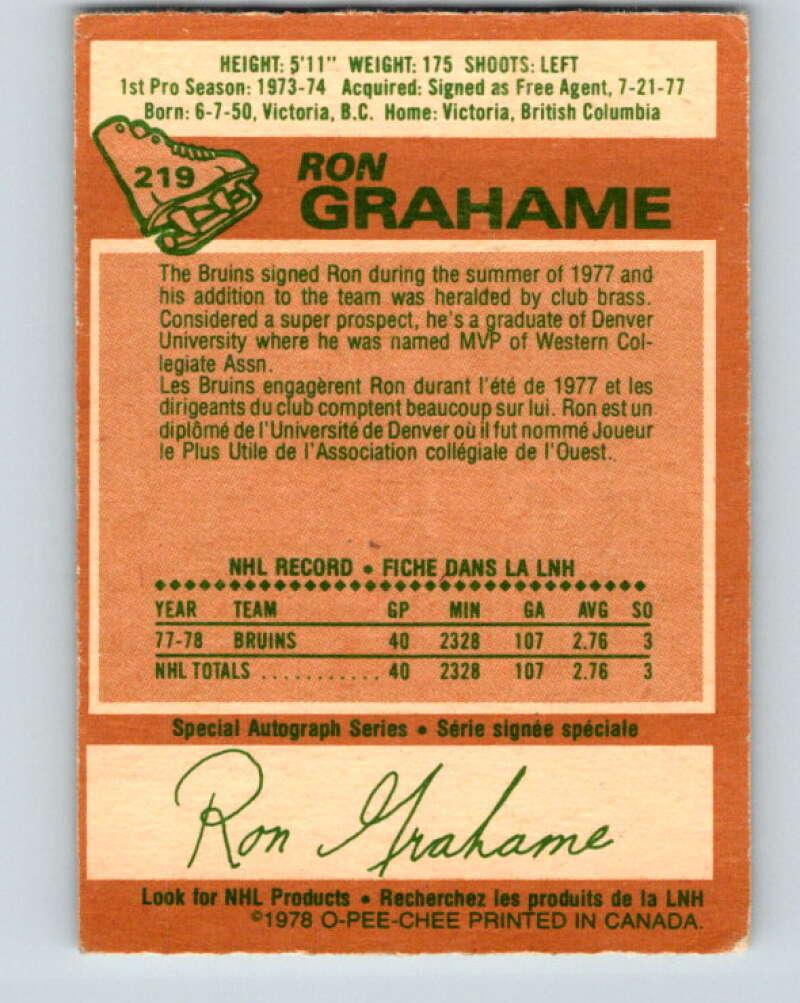 HEIGHT: 5'11" WEIGHT: 175 SHOOTS: LEFT
1st Pro Season: 1973-74 Acquired: Signed as Free Agent, 7-21-77
Born: 6-7-50, Victoria, B.C. Home: Victoria, British Columbia
219
RON
GRAHAME
The Bruins signed Ron during the summer of 1977 and
his addition to the team was heralded by club brass.
Considered a super prospect, he's a graduate of Denver
University where he was named MVP of Western Col-
legiate Assn.
Les Bruins engagèrent Ron durant l'été de 1977 et les
dirigeants du club comptent beaucoup sur lui. Ron est un
diplômé de l'Université de Denver où il fut nommé Joueur
le Plus Utile de l'Association collégiale de l'Ouest.
NHL RECORD • FICHE DANS LA LNH
YEAR TEAM GP MIN GA AVG SO
77-78 BRUINS 40 2328 107 2.76 3
NHL TOTALS ............ 40 2328 107 2.76 3
Special Autograph Series • Série signée spéciale
Ron Grahame
Look for NHL Products • Recherchez les produits de la LNH
©1978 O-PEE-CHEE PRINTED IN CANADA.